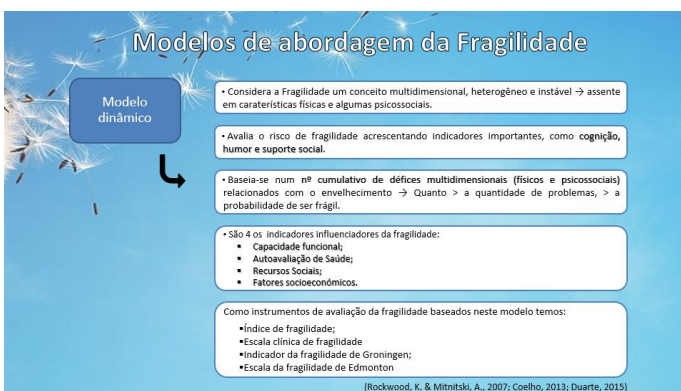 Modelos de abordagem da Fragilidade
Modelo
dinâmico
• Considera a Fragilidade um conceito multidimensional, heterogêneo e instável → assente
em caraterísticas físicas e algumas psicossociais.
• Avalia o risco de fragilidade acrescentando indicadores importantes, como cognição,
humor e suporte social.
• Baseia-se num nº cumulativo de défices multidimensionais (físicos e psicossociais)
relacionados com o envelhecimento → Quanto > a quantidade de problemas, > a
probabilidade de ser frágil.
• São 4 os indicadores influenciadores da fragilidade:
▪ Capacidade funcional;
▪ Autoavaliação de Saúde;
▪ Recursos Sociais;
▪ Fatores socioeconómicos.
Como instrumentos de avaliação da fragilidade baseados neste modelo temos:
▪Índice de fragilidade;
▪Escala clínica de fragilidade
▪Indicador da fragilidade de Groningen;
▪Escala da fragilidade de Edmonton
(Rockwood, K. & Mitnitski, A., 2007; Coelho, 2013; Duarte, 2015)